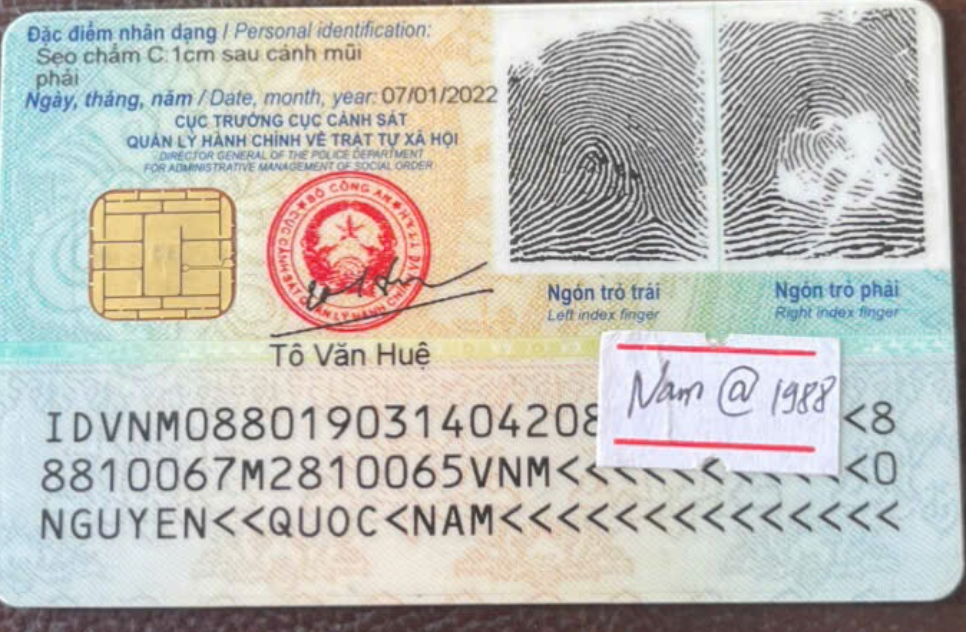 Đặc điểm nhân dạng / Personal identification:
Sẹo chấm C:1cm sau cánh mũi
phải
Ngày, tháng, năm / Date, month, year: 07/01/2022
CỤC TRƯỞNG CỤC CẢNH SÁT
QUẢN LÝ HÀNH CHÍNH VỀ TRẬT TỰ XÃ HỘI
DIRECTOR GENERAL OF THE POLICE DEPARTMENT
FOR ADMINISTRATIVE MANAGEMENT OF SOCIAL ORDER
BỘ CÔNG AN
Tô Văn Huệ
Ngón trỏ trái
Left index finger
Ngón trỏ phải
Right index finger
Nam @ 1988
IDVNM088019031404208 <8
8810067M2810065VNM<<<<<<<<<<<0
NGUYEN<<QUOC<NAM<<<<<<<<<<<<<<